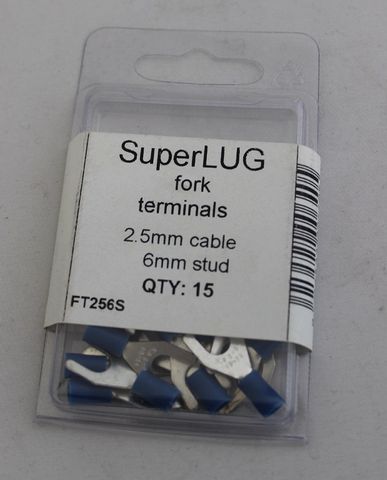 SuperLUG
fork
terminals
2.5mm cable
6mm stud
QTY: 15
FT256S